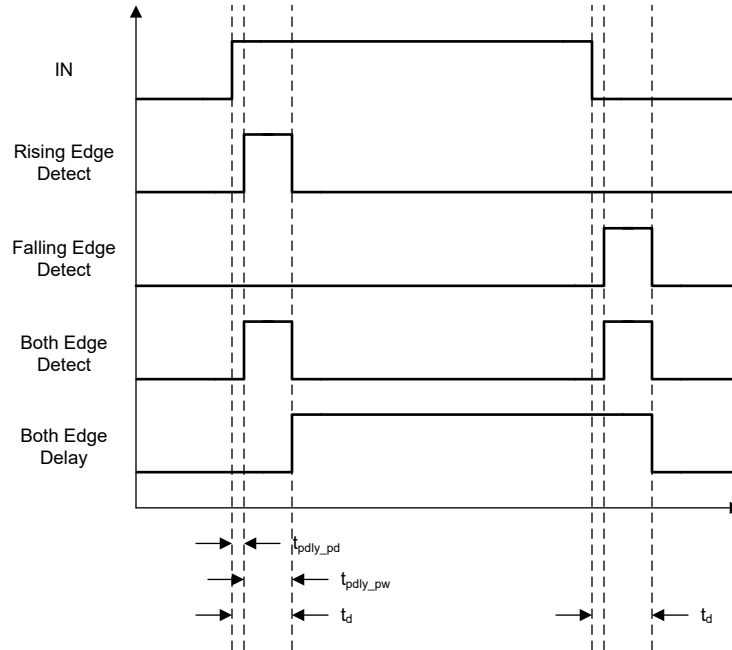 IN
Rising Edge
Detect
Falling Edge
Detect
Both Edge
Detect
Both Edge
Delay
tpdly_pd
tpdly_pw
td
td